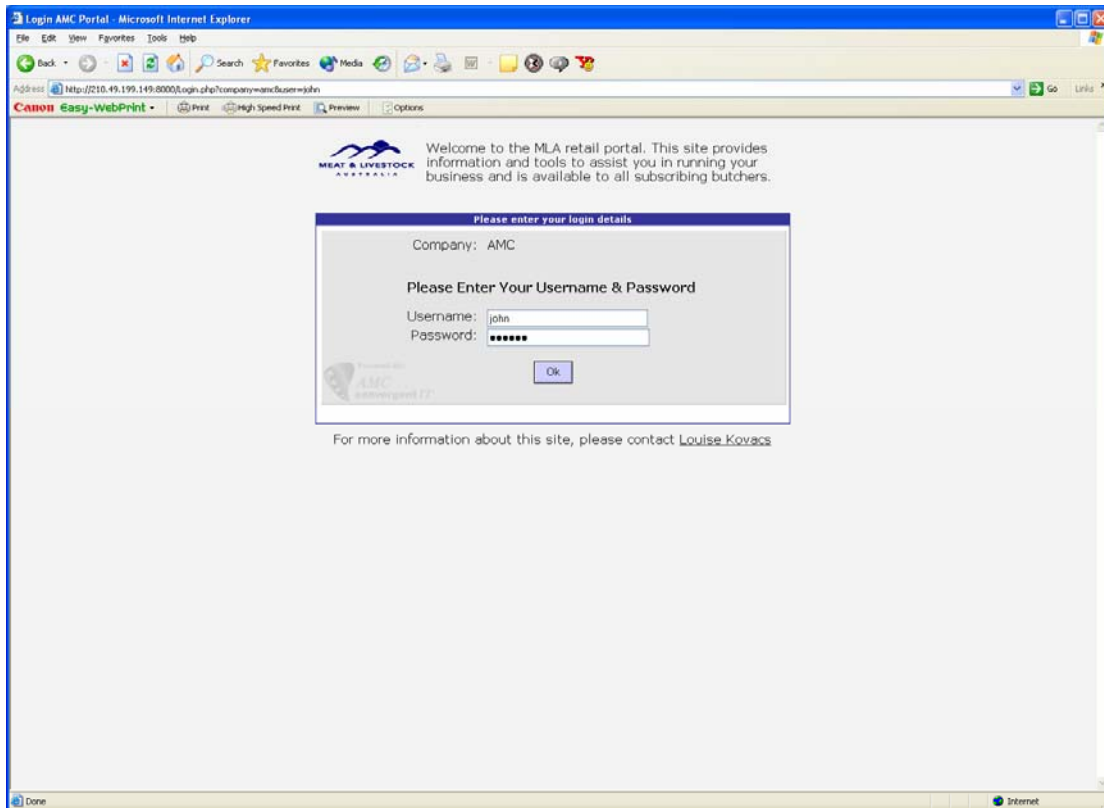 Login AMC Portal - Microsoft Internet Explorer
File Edit View Favorites Tools Help
Back Search Favorites Media
Address http://210.49.199.149:8000/Login.php?company=amc&user=john Go Links
Canon Easy-WebPrint Print High Speed Print Preview Options
MEAT & LIVESTOCK
AUSTRALIA
Welcome to the MLA retail portal. This site provides
information and tools to assist you in running your
business and is available to all subscribing butchers.
Please enter your login details
Company: AMC
Please Enter Your Username & Password
Username: john
Password: ••••••
Ok
AMC
convergent IT
For more information about this site, please contact Louise Kovacs
Done Internet